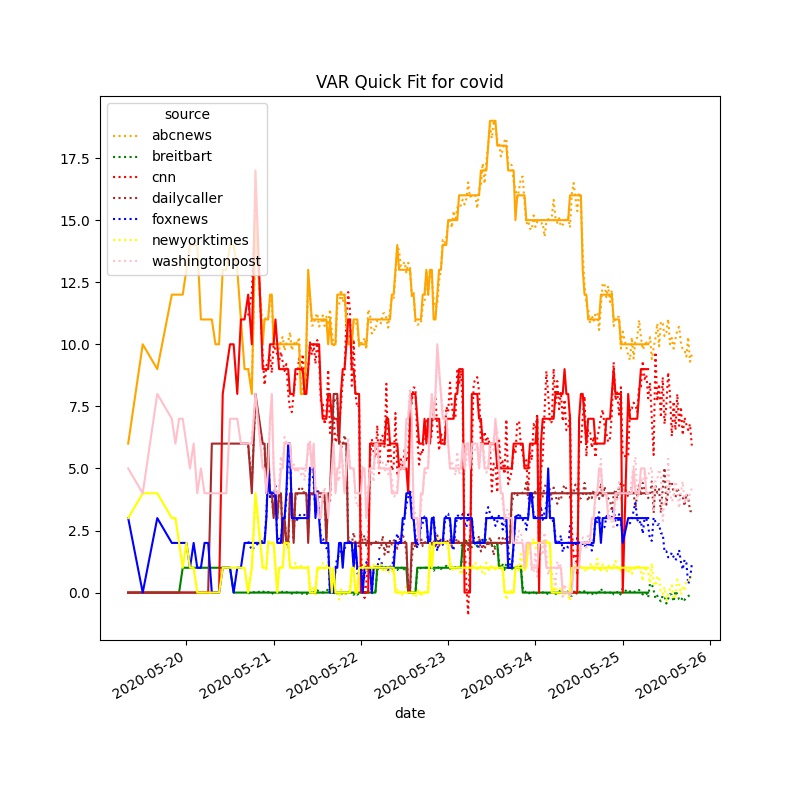 VAR Quick Fit for covid
source
abcnews
breitbart
cnn
dailycaller
foxnews
newyorktimes
washingtonpost
17.5
15.0
12.5
10.0
7.5
5.0
2.5
0.0
2020-05-20
2020-05-21
2020-05-22
2020-05-23
2020-05-24
2020-05-25
2020-05-26
date